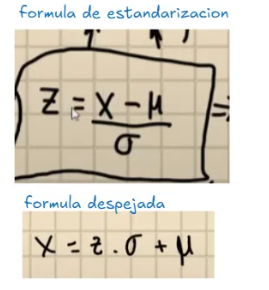 formula de estandarizacion
Z = X - μ / σ =>
formula despejada
X = z . σ + μ